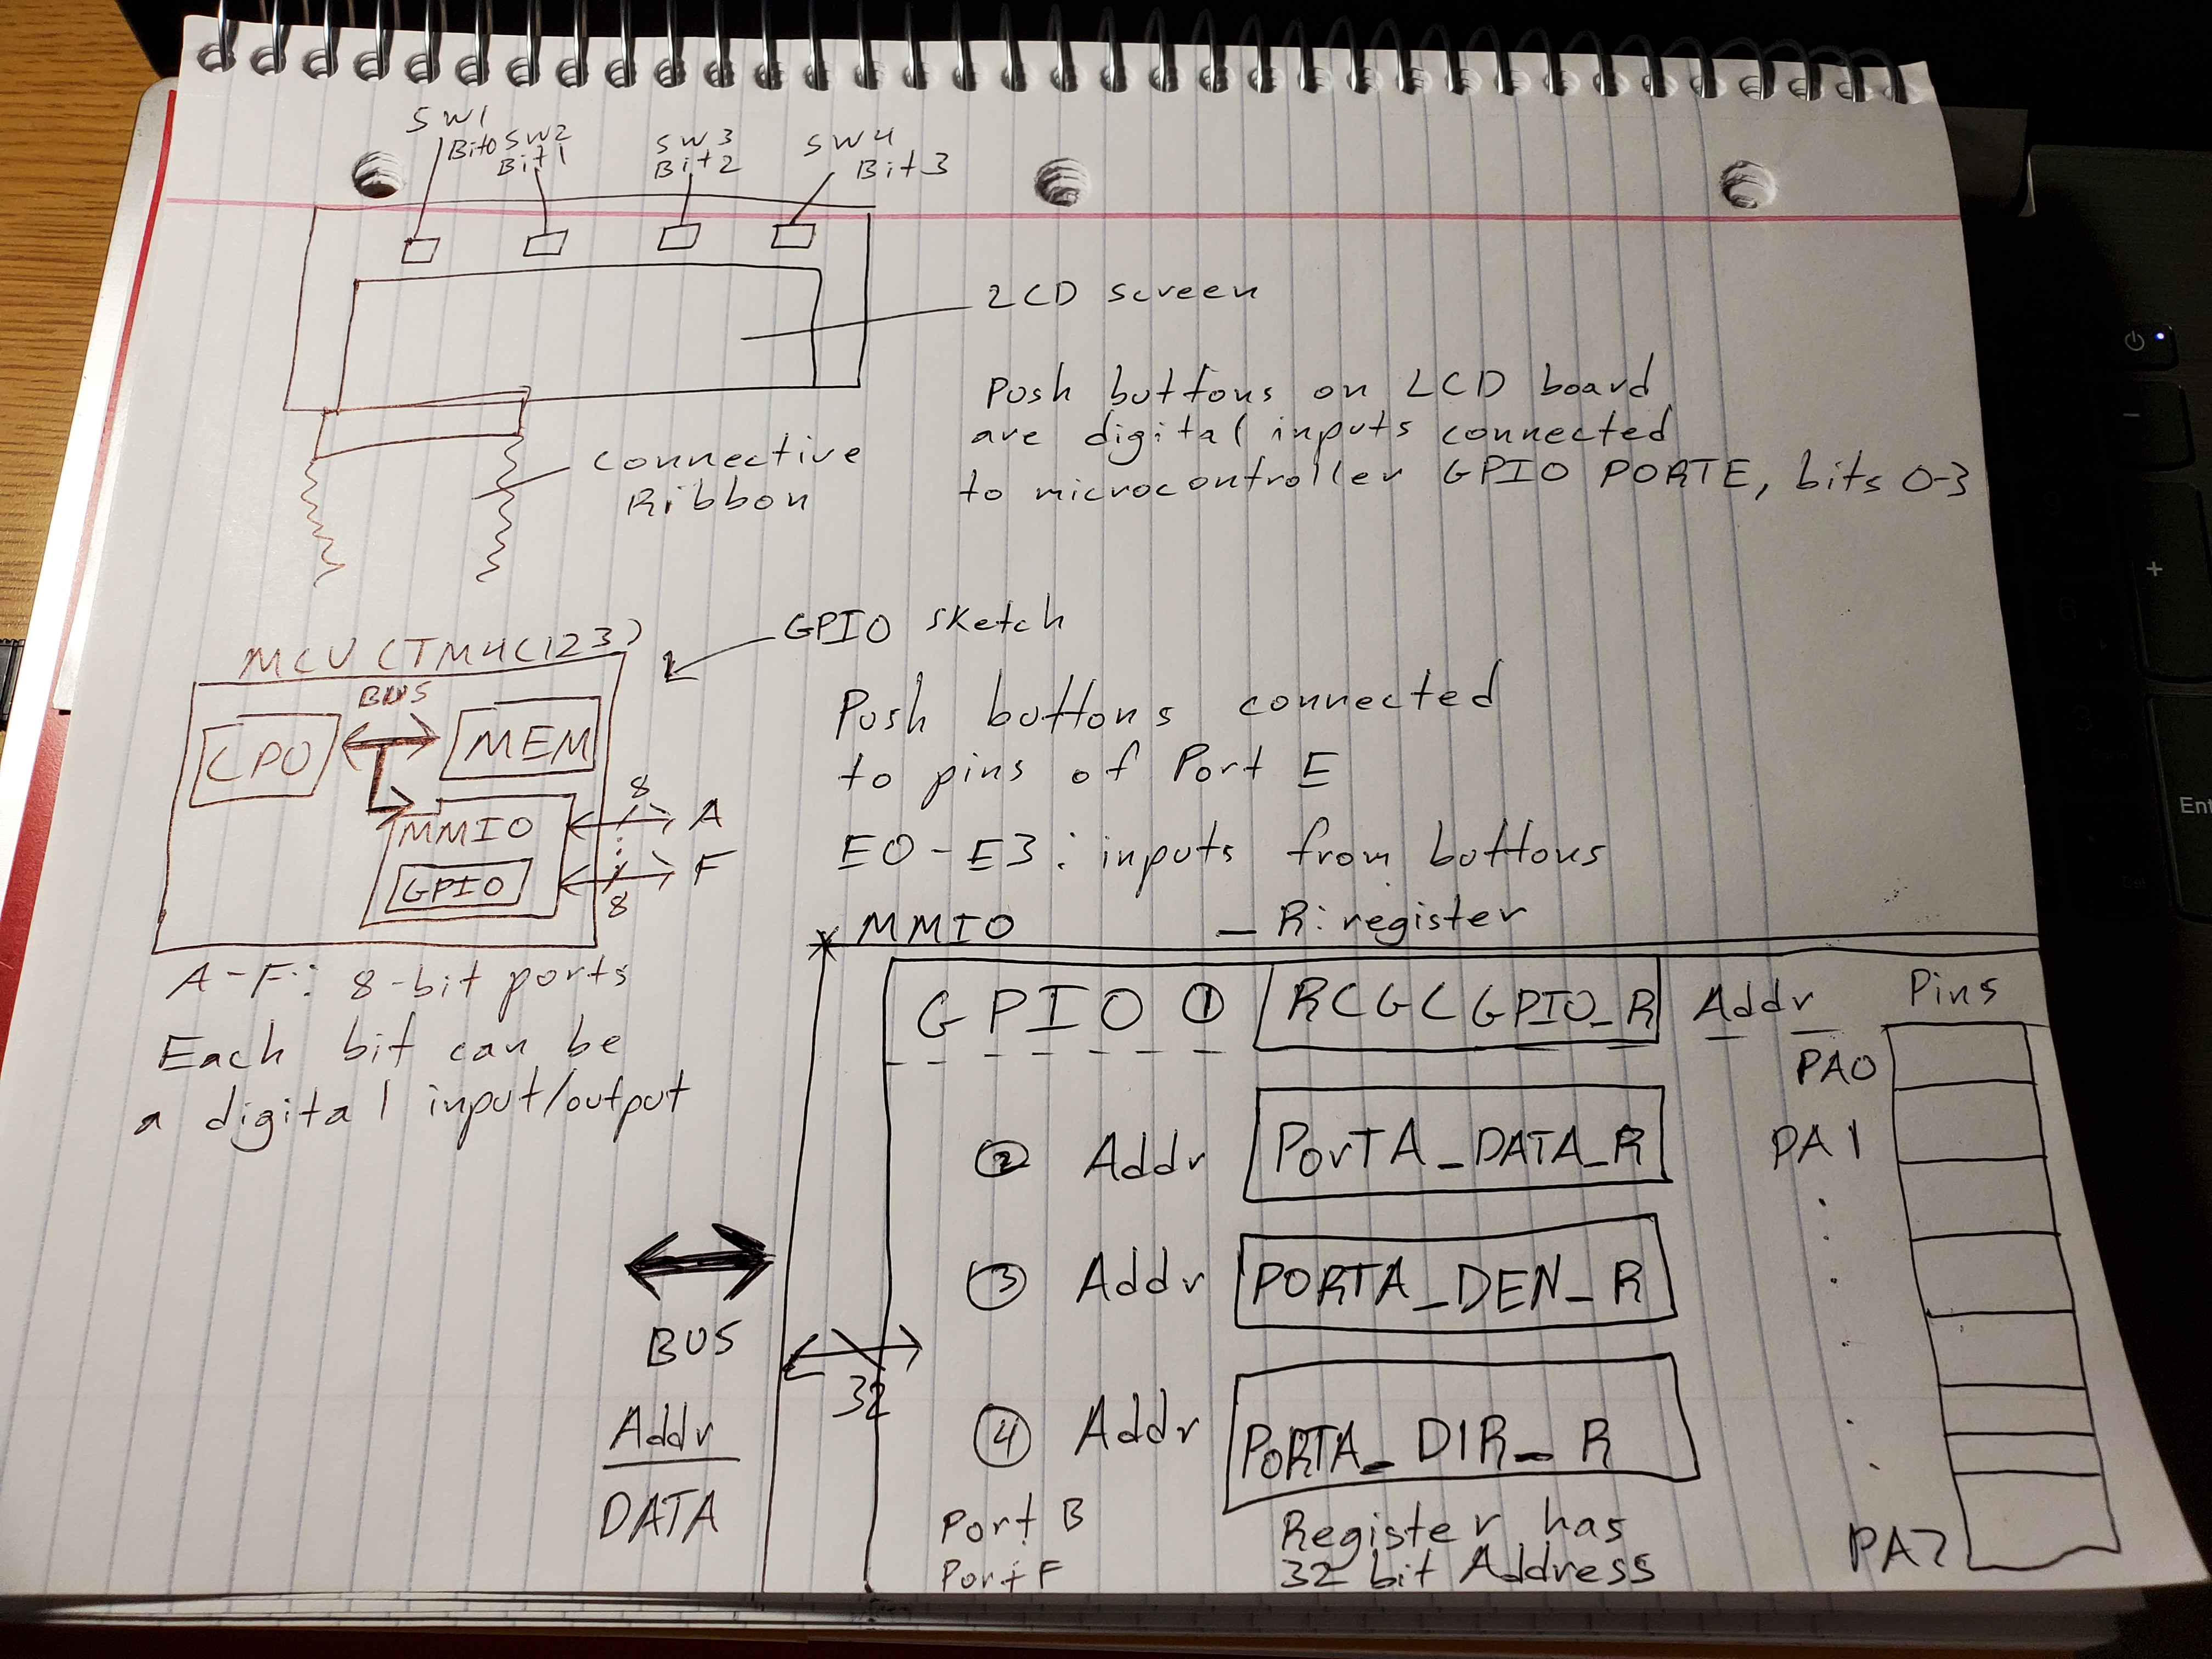 SW1
Bit0
SW2
Bit1
SW3
Bit2
SW4
Bit3
LCD screen
Push buttons on LCD board
are digital inputs connected
to microcontroller GPIO PORTE, bits 0-3
connective
Ribbon
GPIO sketch
MCU (TM4C123)
BUS
CPU
MEM
MMIO
GPIO
8
A
8
F
Push buttons connected
to pins of Port E
E0-E3: inputs from buttons
A-F: 8-bit ports
Each bit can be
a digital input/output
MMIO
_R: register
GPIO
① RCGCGPIO_R
Addr
Pins
② Addr PortA_DATA_R
PA0
PA1
③ Addr PORTA_DEN_R
④ Addr PORTA_DIR_R
PA7
BUS
Addr
DATA
32
Port B
Port F
Register has
32bit Address
+
-
Ent